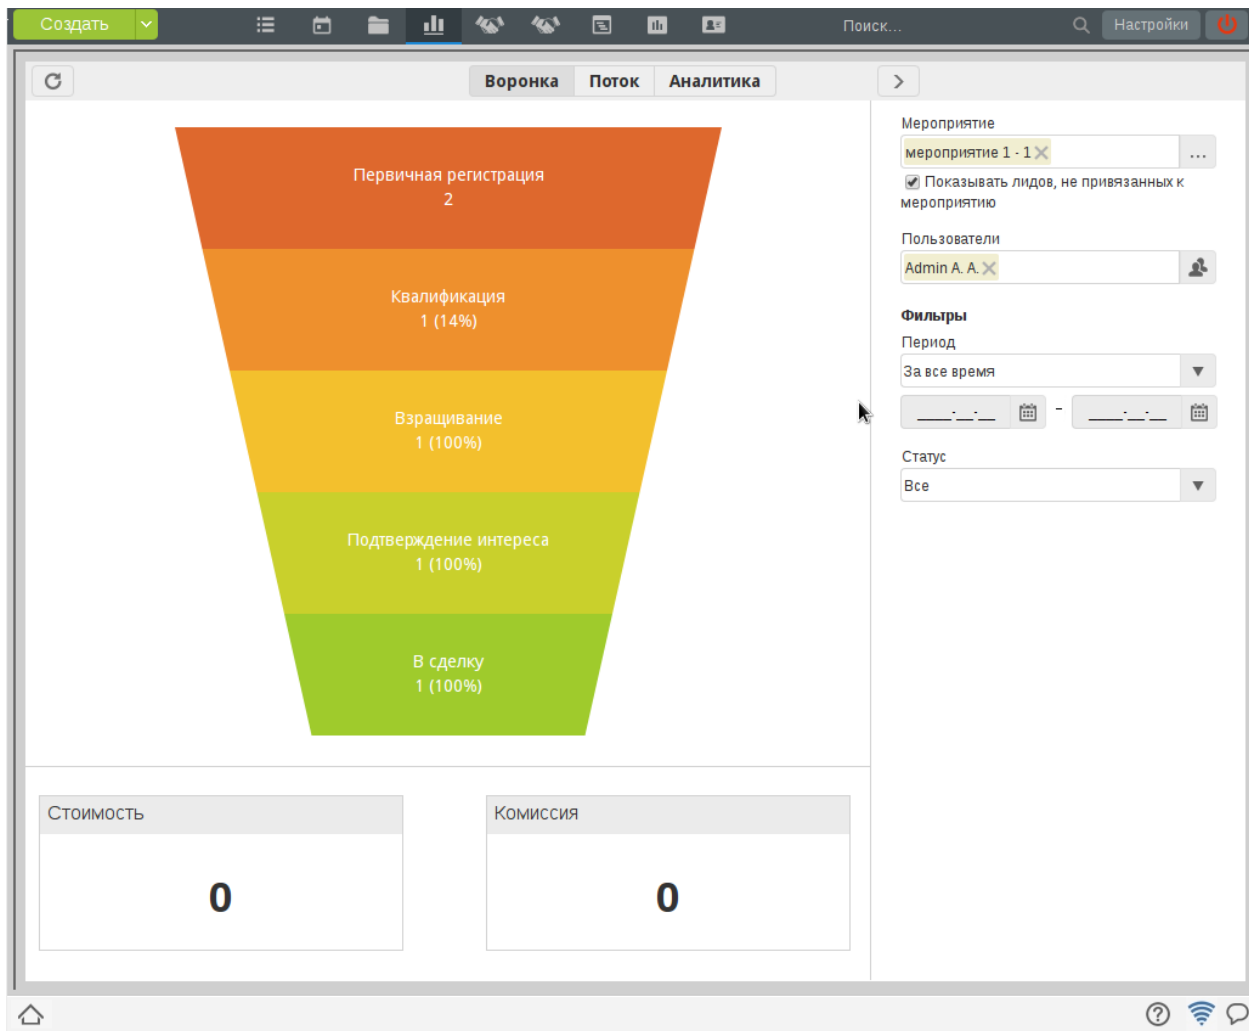 Создать
Поиск...
Настройки
Воронка Поток Аналитика
Первичная регистрация
2
Квалификация
1 (14%)
Взращивание
1 (100%)
Подтверждение интереса
1 (100%)
В сделку
1 (100%)
Стоимость
0
Комиссия
0
Мероприятие
мероприятие 1 - 1
...
Показывать лидов, не привязанных к
мероприятию
Пользователи
Admin A. A.
Фильтры
Период
За все время
____-__-__ - ____-__-__
Статус
Все